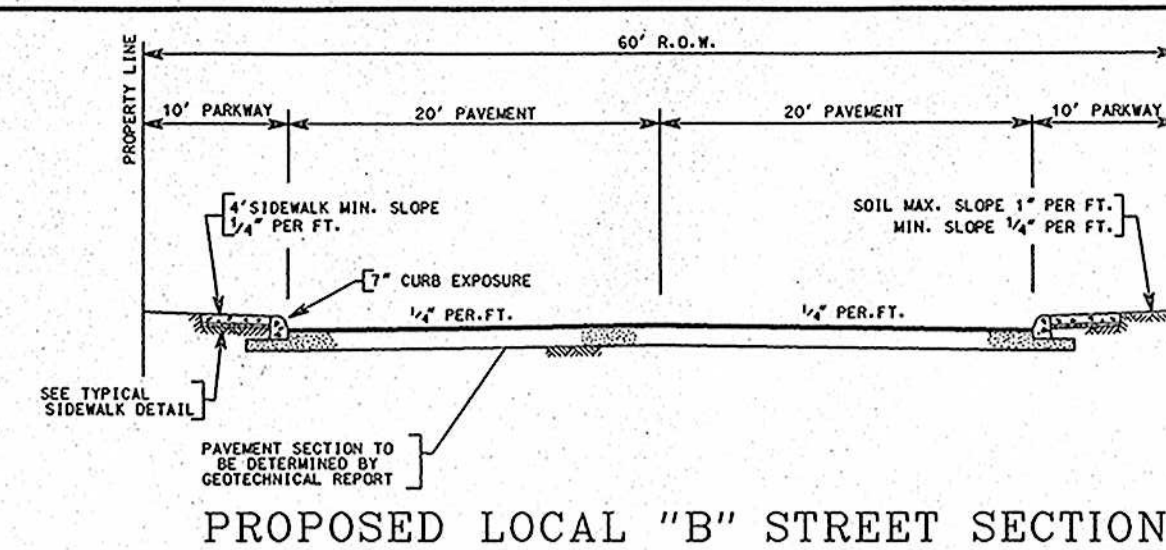 60' R.O.W.
PROPERTY LINE
10' PARKWAY
20' PAVEMENT
20' PAVEMENT
10' PARKWAY
4' SIDEWALK MIN. SLOPE
1/4" PER FT.
SOIL MAX. SLOPE 1" PER FT.
MIN. SLOPE 1/4" PER FT.
7" CURB EXPOSURE
1/4" PER.FT.
1/4" PER.FT.
SEE TYPICAL
SIDEWALK DETAIL
PAVEMENT SECTION TO
BE DETERMINED BY
GEOTECHNICAL REPORT
PROPOSED LOCAL "B" STREET SECTION